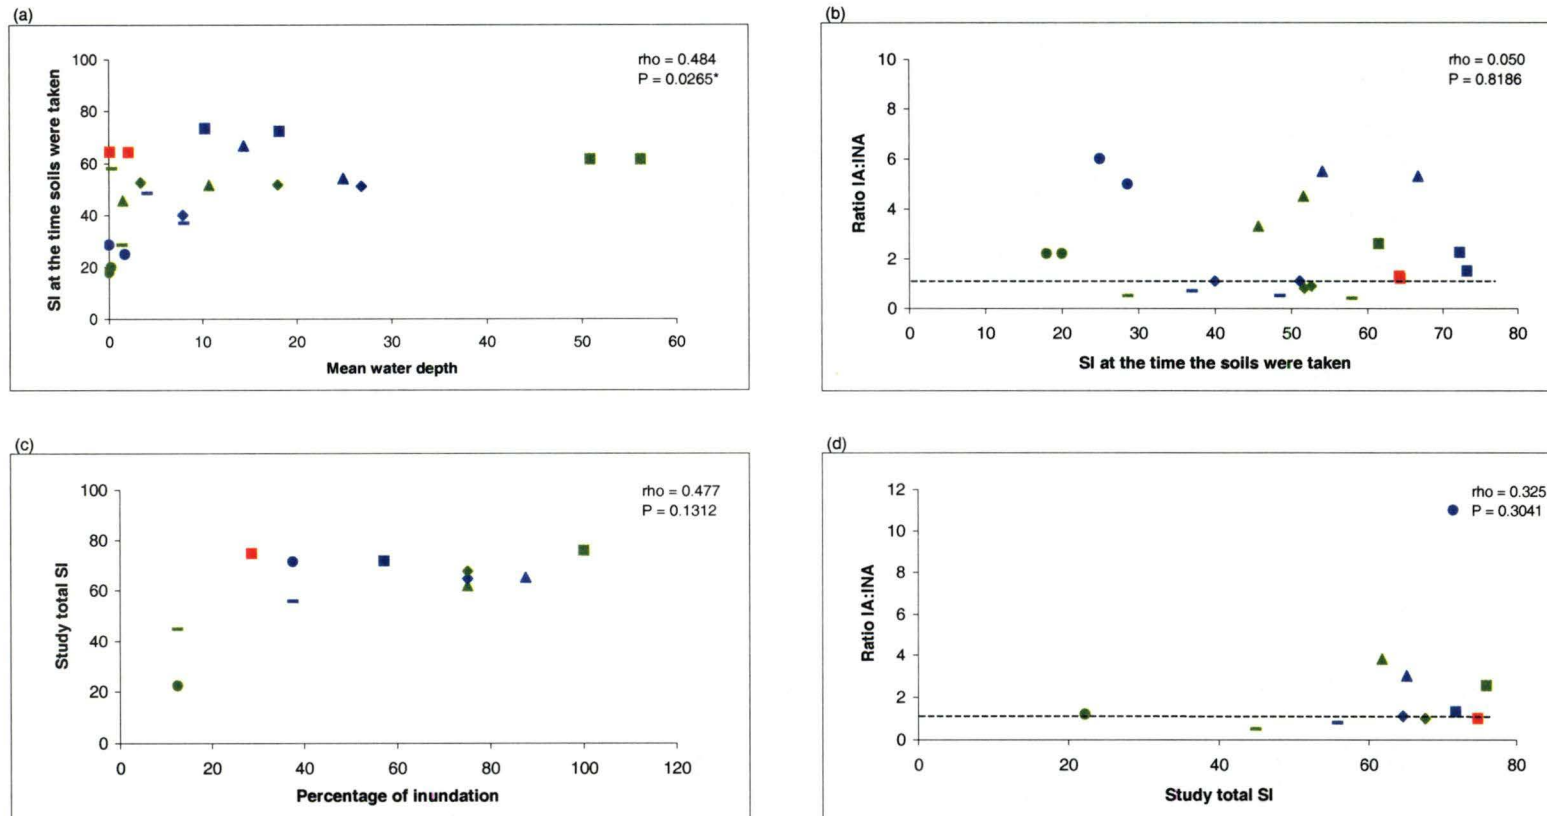 (a)
rho = 0.484
P = 0.0265*
SI at the time soils were taken
100
80
60
40
20
0
0 10 20 30 40 50 60
Mean water depth
(b)
rho = 0.050
P = 0.8186
Ratio IA:INA
10
8
6
4
2
0
0 10 20 30 40 50 60 70 80
SI at the time the soils were taken
(c)
rho = 0.477
P = 0.1312
Study total SI
100
80
60
40
20
0
0 20 40 60 80 100 120
Percentage of inundation
(d)
rho = 0.325
P = 0.3041
Ratio IA:INA
12
10
8
6
4
2
0
0 20 40 60 80
Study total SI